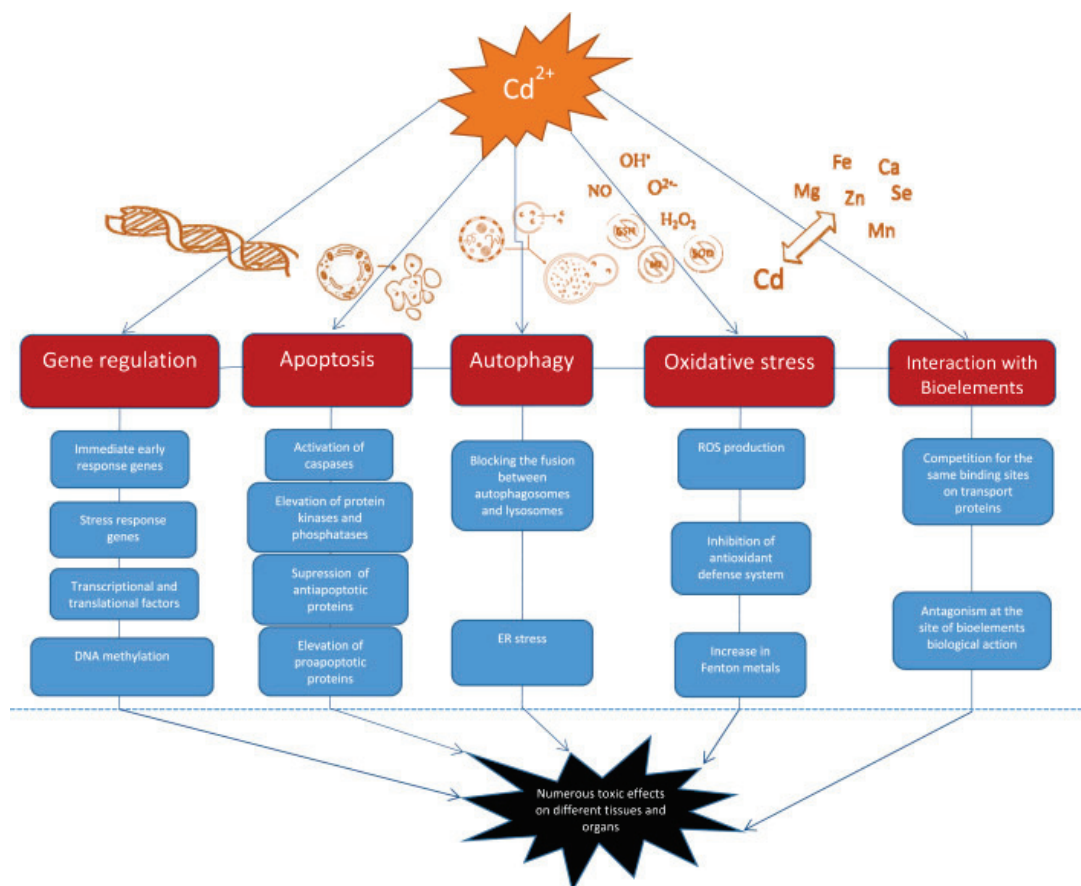 Cd2+
OH•
NO
O2•-
H2O2
GSH
SOD
Fe
Ca
Mg
Zn
Se
Mn
Cd
Gene regulation
Apoptosis
Autophagy
Oxidative stress
Interaction with
Bioelements
Immediate early
response genes
Stress response
genes
Transcriptional and
translational factors
DNA methylation
Activation of
caspases
Elevation of protein
kinases and
phosphatases
Supression of
antiapoptotic
proteins
Elevation of
proapoptotic
proteins
Blocking the fusion
between
autophagosomes
and lysosomes
ER stress
ROS production
Inhibition of
antioxidant
defense system
Increase in
Fenton metals
Competition for the
same binding sites
on transport
proteins
Antagonism at the
site of bioelements
biological action
Numerous toxic effects
on different tissues and
organs